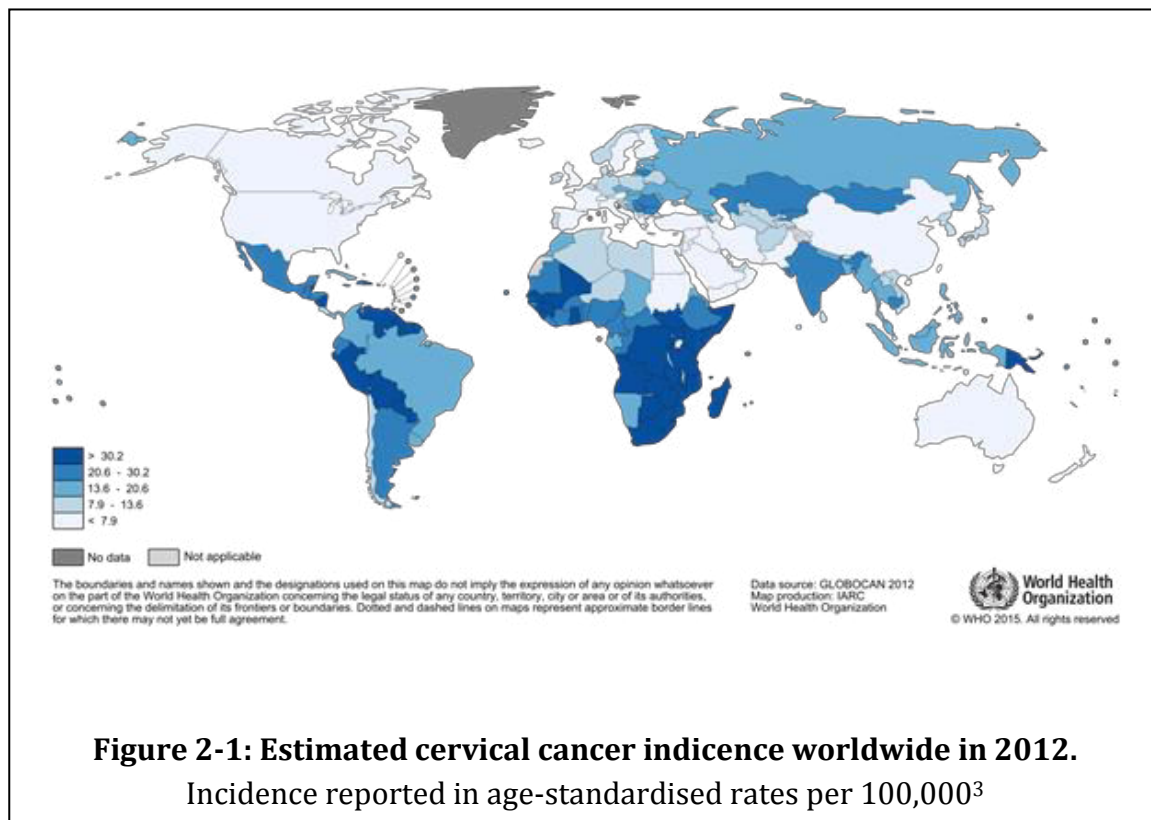 > 30.2
20.6 - 30.2
13.6 - 20.6
7.9 - 13.6
< 7.9
No data
Not applicable
The boundaries and names shown and the designations used on this map do not imply the expression of any opinion whatsoever
on the part of the World Health Organization concerning the legal status of any country, territory, city or area or of its authorities,
or concerning the delimitation of its frontiers or boundaries. Dotted and dashed lines on maps represent approximate border lines
for which there may not yet be full agreement.
Data source: GLOBOCAN 2012
Map production: IARC
World Health Organization
World Health
Organization
© WHO 2015. All rights reserved
Figure 2-1: Estimated cervical cancer indicence worldwide in 2012.
Incidence reported in age-standardised rates per 100,000³